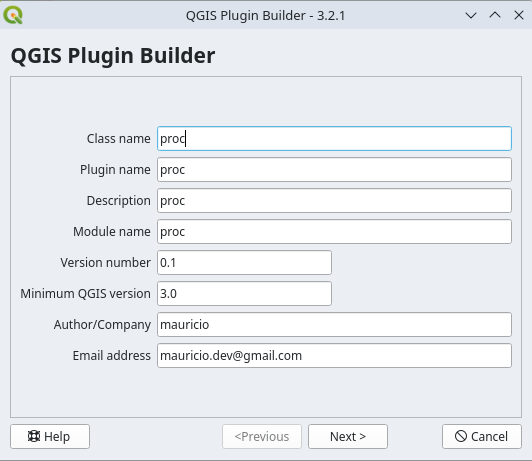 QGIS Plugin Builder - 3.2.1
QGIS Plugin Builder
Class name proc
Plugin name proc
Description proc
Module name proc
Version number 0.1
Minimum QGIS version 3.0
Author/Company mauricio
Email address mauricio.dev@gmail.com
Help <Previous Next > Cancel